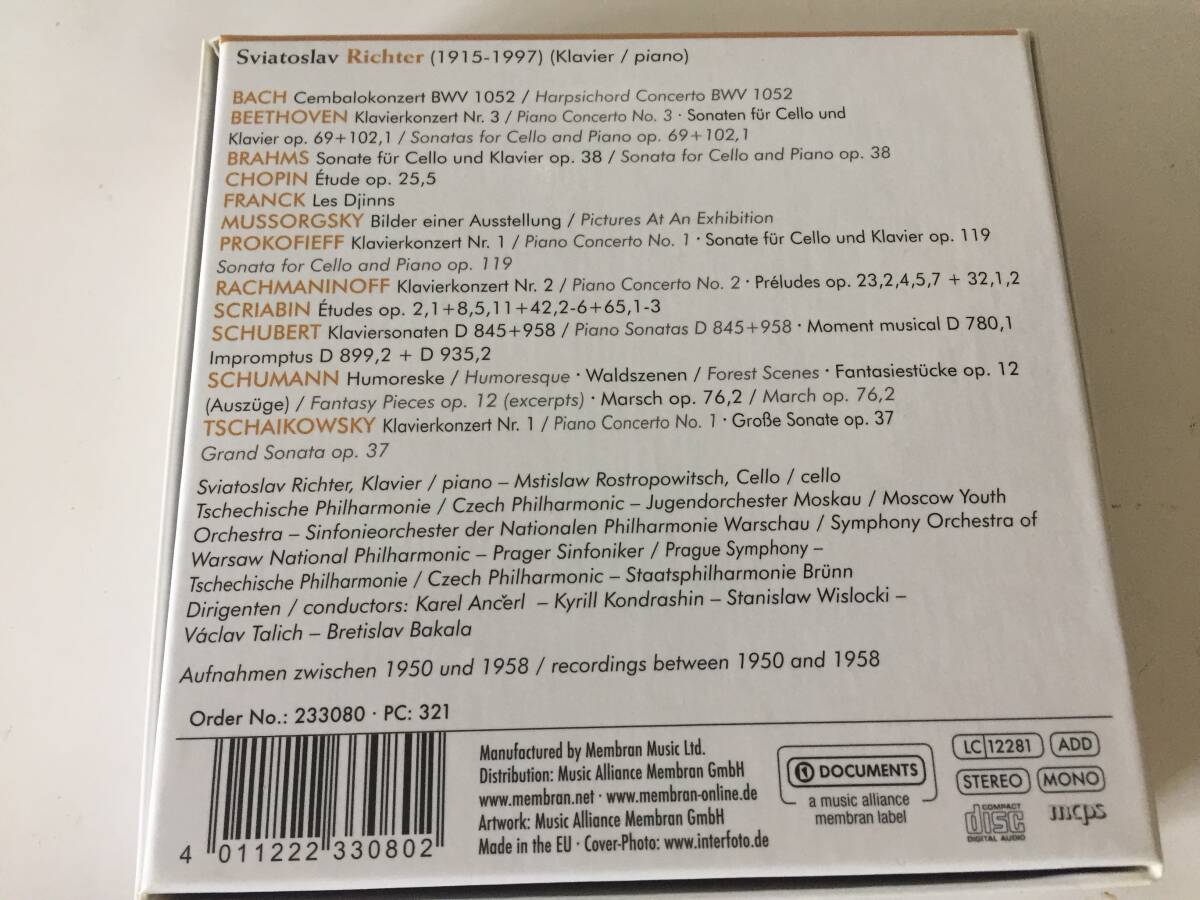 Sviatoslav Richter (1915-1997) (Klavier / piano)
BACH Cembalokonzert BWV 1052 / Harpsichord Concerto BWV 1052
BEETHOVEN Klavierkonzert Nr. 3 / Piano Concerto No. 3 · Sonaten für Cello und
Klavier op. 69+102,1 / Sonatas for Cello and Piano op. 69+102,1
BRAHMS Sonate für Cello und Klavier op. 38 / Sonata for Cello and Piano op. 38
CHOPIN Étude op. 25,5
FRANCK Les Djinns
MUSSORGSKY Bilder einer Ausstellung / Pictures At An Exhibition
PROKOFIEFF Klavierkonzert Nr. 1 / Piano Concerto No. 1 · Sonate für Cello und Klavier op. 119
Sonata for Cello and Piano op. 119
RACHMANINOFF Klavierkonzert Nr. 2 / Piano Concerto No. 2 · Préludes op. 23,2,4,5,7 + 32,1,2
SCRIABIN Études op. 2,1+8,5,11+42,2-6+65,1-3
SCHUBERT Klaviersonaten D 845+958 / Piano Sonatas D 845+958 · Moment musical D 780,1
Impromptus D 899,2 + D 935,2
SCHUMANN Humoreske / Humoresque · Waldszenen / Forest Scenes · Fantasiestücke op. 12
(Auszüge) / Fantasy Pieces op. 12 (excerpts) · Marsch op. 76,2 / March op. 76,2
TSCHAIKOWSKY Klavierkonzert Nr. 1 / Piano Concerto No. 1 · Große Sonate op. 37
Grand Sonata op. 37
Sviatoslav Richter, Klavier / piano – Mstislaw Rostropowitsch, Cello / cello
Tschechische Philharmonie / Czech Philharmonic – Jugendorchester Moskau / Moscow Youth
Orchestra – Sinfonieorchester der Nationalen Philharmonie Warschau / Symphony Orchestra of
Warsaw National Philharmonic – Prager Sinfoniker / Prague Symphony –
Tschechische Philharmonie / Czech Philharmonic – Staatsphilharmonie Brünn
Dirigenten / conductors: Karel Ančerl – Kyrill Kondrashin – Stanislaw Wislocki –
Václav Talich – Bretislav Bakala
Aufnahmen zwischen 1950 und 1958 / recordings between 1950 and 1958
Order No.: 233080 · PC: 321
4 011222 330802
Manufactured by Membran Music Ltd.
Distribution: Music Alliance Membran GmbH
www.membran.net · www.membran-online.de
Artwork: Music Alliance Membran GmbH
Made in the EU · Cover-Photo: www.interfoto.de
DOCUMENTS
a music alliance
membran label
LC 12281 ADD
STEREO MONO
COMPACT
disc
DIGITAL AUDIO
mcps